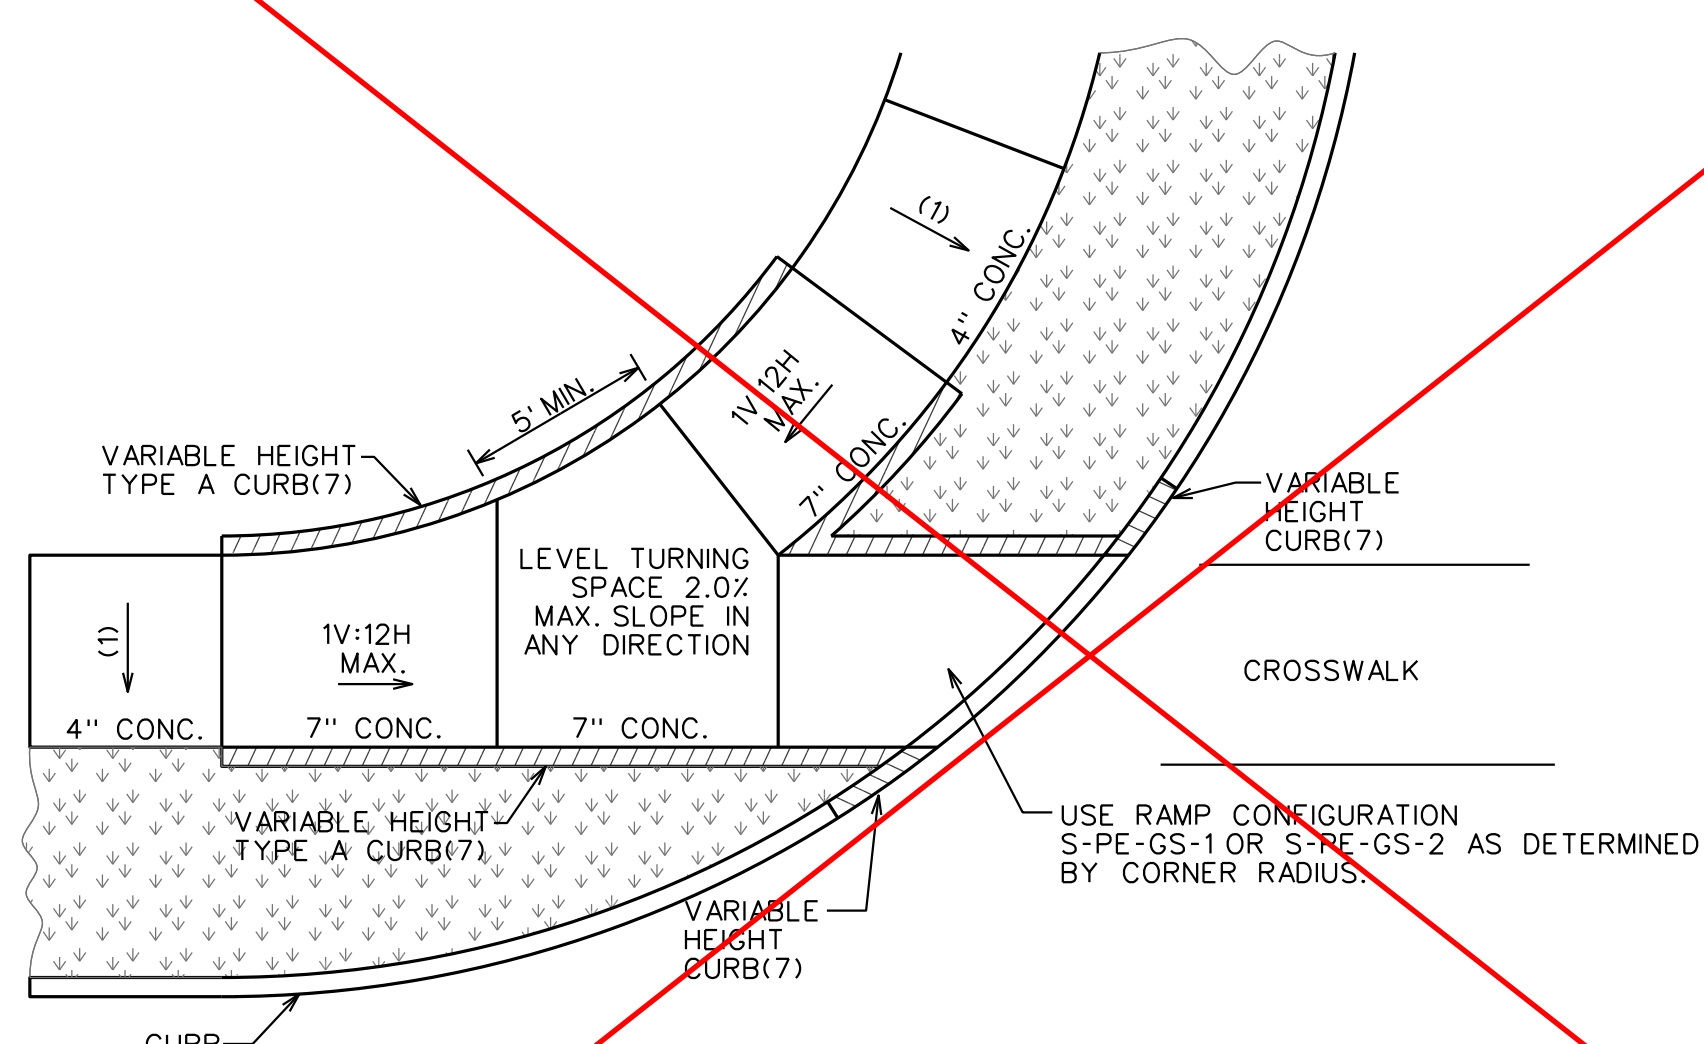 (1)
4" CONC.
1V:12H
MAX.
7" CONC.
5' MIN.
VARIABLE HEIGHT
TYPE A CURB(7)
VARIABLE
HEIGHT
CURB(7)
LEVEL TURNING
SPACE 2.0%
MAX. SLOPE IN
ANY DIRECTION
(1)
1V:12H
MAX.
4" CONC.
7" CONC.
7" CONC.
CROSSWALK
VARIABLE HEIGHT
TYPE A CURB(7)
USE RAMP CONFIGURATION
S-PE-GS-1 OR S-PE-GS-2 AS DETERMINED
BY CORNER RADIUS.
VARIABLE
HEIGHT
CURB(7)
CURB